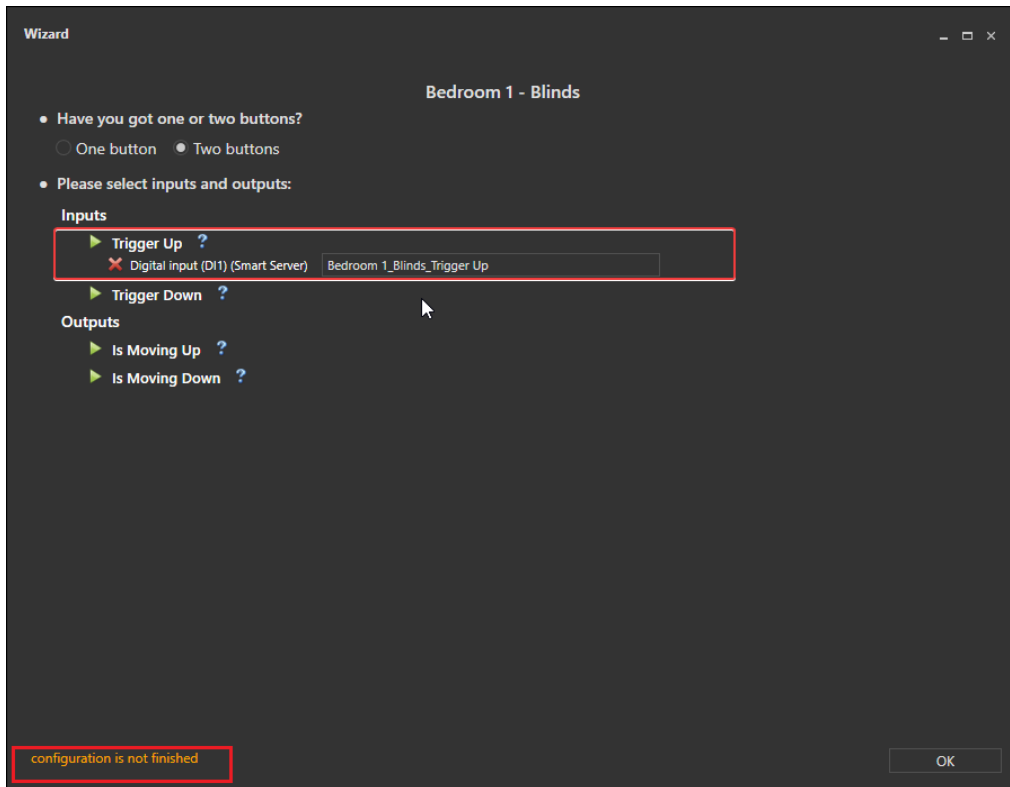 Wizard
Bedroom 1 - Blinds
Have you got one or two buttons?
One button Two buttons
Please select inputs and outputs:
Inputs
Trigger Up ?
Digital input (DI1) (Smart Server) Bedroom 1_Blinds_Trigger Up
Trigger Down ?
Outputs
Is Moving Up ?
Is Moving Down ?
configuration is not finished
OK